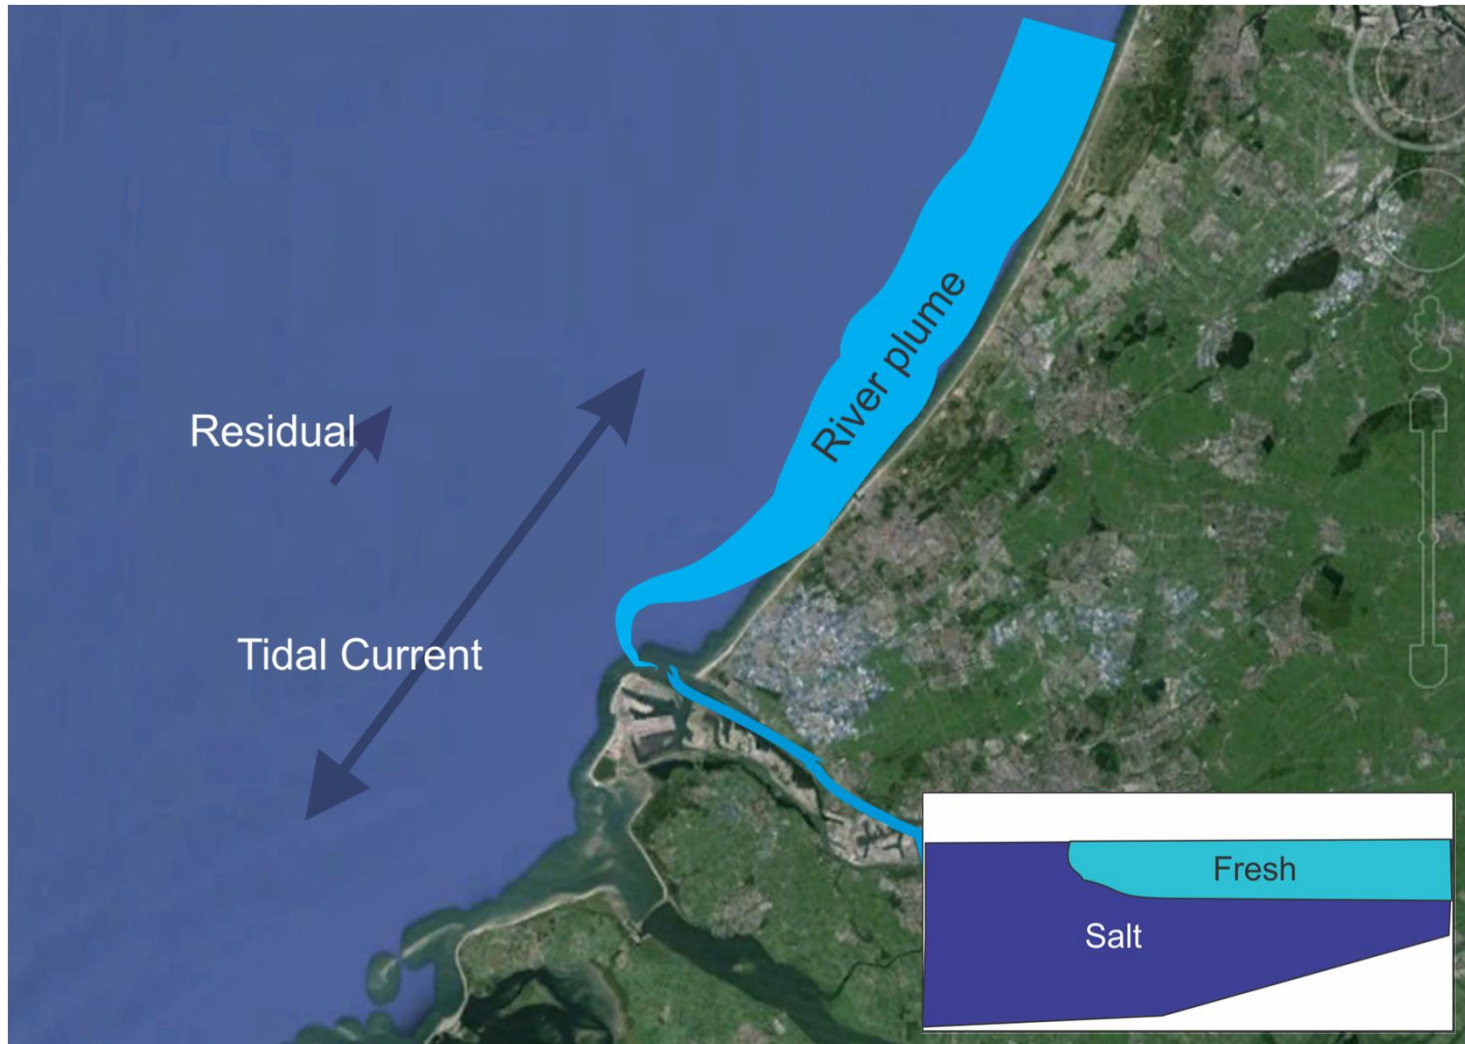 River plume
Residual
Tidal Current
Fresh
Salt